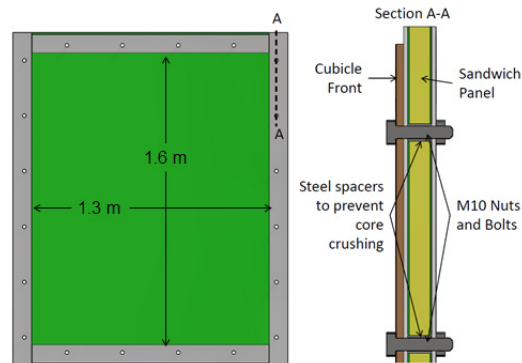 A
A
1.6 m
1.3 m
Section A-A
Cubicle
Front
Sandwich
Panel
Steel spacers
to prevent
core
crushing
M10 Nuts
and Bolts